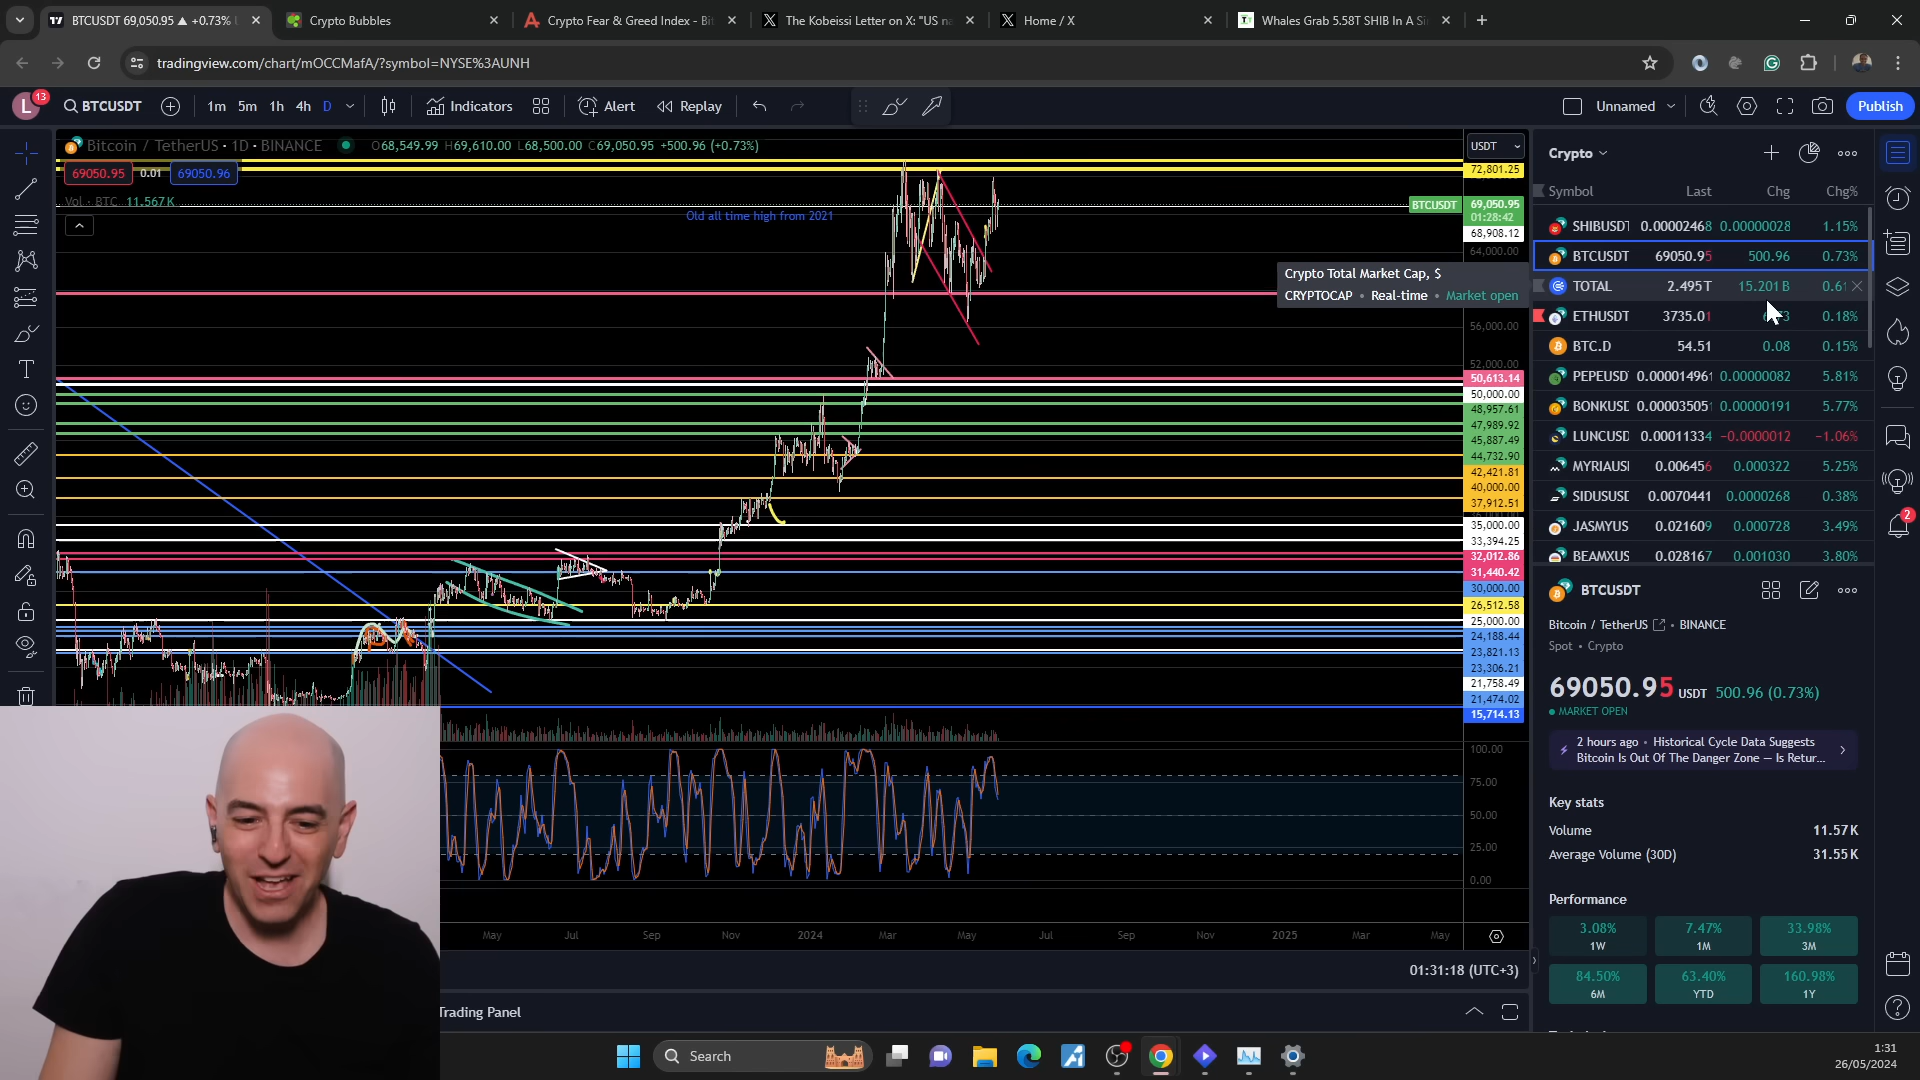 BTCUSDT 69,050.95 ▲ +0.73%
Crypto Bubbles
Crypto Fear & Greed Index - Bit
The Kobeissi Letter on X: "US na
Home / X
Whales Grab 5.58T SHIB In A Si
tradingview.com/chart/mOCCMafA/?symbol=NYSE%3AUNH
L
13
BTCUSDT
1m 5m 1h 4h D
Indicators
Alert
Replay
Unnamed
Publish
Bitcoin / TetherUS · 1D · BINANCE
O68,549.99 H69,610.00 L68,500.00 C69,050.95 +500.96 (+0.73%)
69050.95 0.01 69050.96
Vol · BTC 11.567K
Old all time high from 2021
USDT
72,801.25
BTCUSDT 69,050.95
01:28:42
68,908.12
64,000.00
56,000.00
52,000.00
50,613.14
50,000.00
48,957.61
47,989.92
45,887.49
44,732.90
42,421.81
40,000.00
37,912.51
35,000.00
33,394.25
32,012.86
31,440.42
30,000.00
26,512.58
25,000.00
24,188.44
23,821.13
23,306.21
21,758.49
21,474.02
15,714.13
100.00
75.00
50.00
25.00
0.00
May Jul Sep Nov 2024 Mar May Jul Sep Nov 2025 Mar May
01:31:18 (UTC+3)
Trading Panel
Crypto Total Market Cap, $
CRYPTOCAP • Real-time • Market open
Crypto
Symbol Last Chg Chg%
SHIBUSDT 0.00002468 0.00000028 1.15%
BTCUSDT 69050.95 500.96 0.73%
TOTAL 2.495T 15.201B 0.61
ETHUSDT 3735.01 0.18%
BTC.D 54.51 0.08 0.15%
PEPEUSD 0.000014961 0.00000082 5.81%
BONKUSD 0.000035051 0.00000191 5.77%
LUNCUSD 0.00011334 -0.0000012 -1.06%
MYRIAUSI 0.006456 0.000322 5.25%
SIDUSUSD 0.0070441 0.0000268 0.38%
JASMYUS 0.021609 0.000728 3.49%
BEAMXUS 0.028167 0.001030 3.80%
2
BTCUSDT
Bitcoin / TetherUS • BINANCE
Spot • Crypto
69050.95 USDT 500.96 (0.73%)
MARKET OPEN
2 hours ago • Historical Cycle Data Suggests
Bitcoin Is Out Of The Danger Zone — Is Retur...
Key stats
Volume 11.57K
Average Volume (30D) 31.55K
Performance
3.08% 7.47% 33.98%
1W 1M 3M
84.50% 63.40% 160.98%
6M YTD 1Y
Search
1:31
26/05/2024